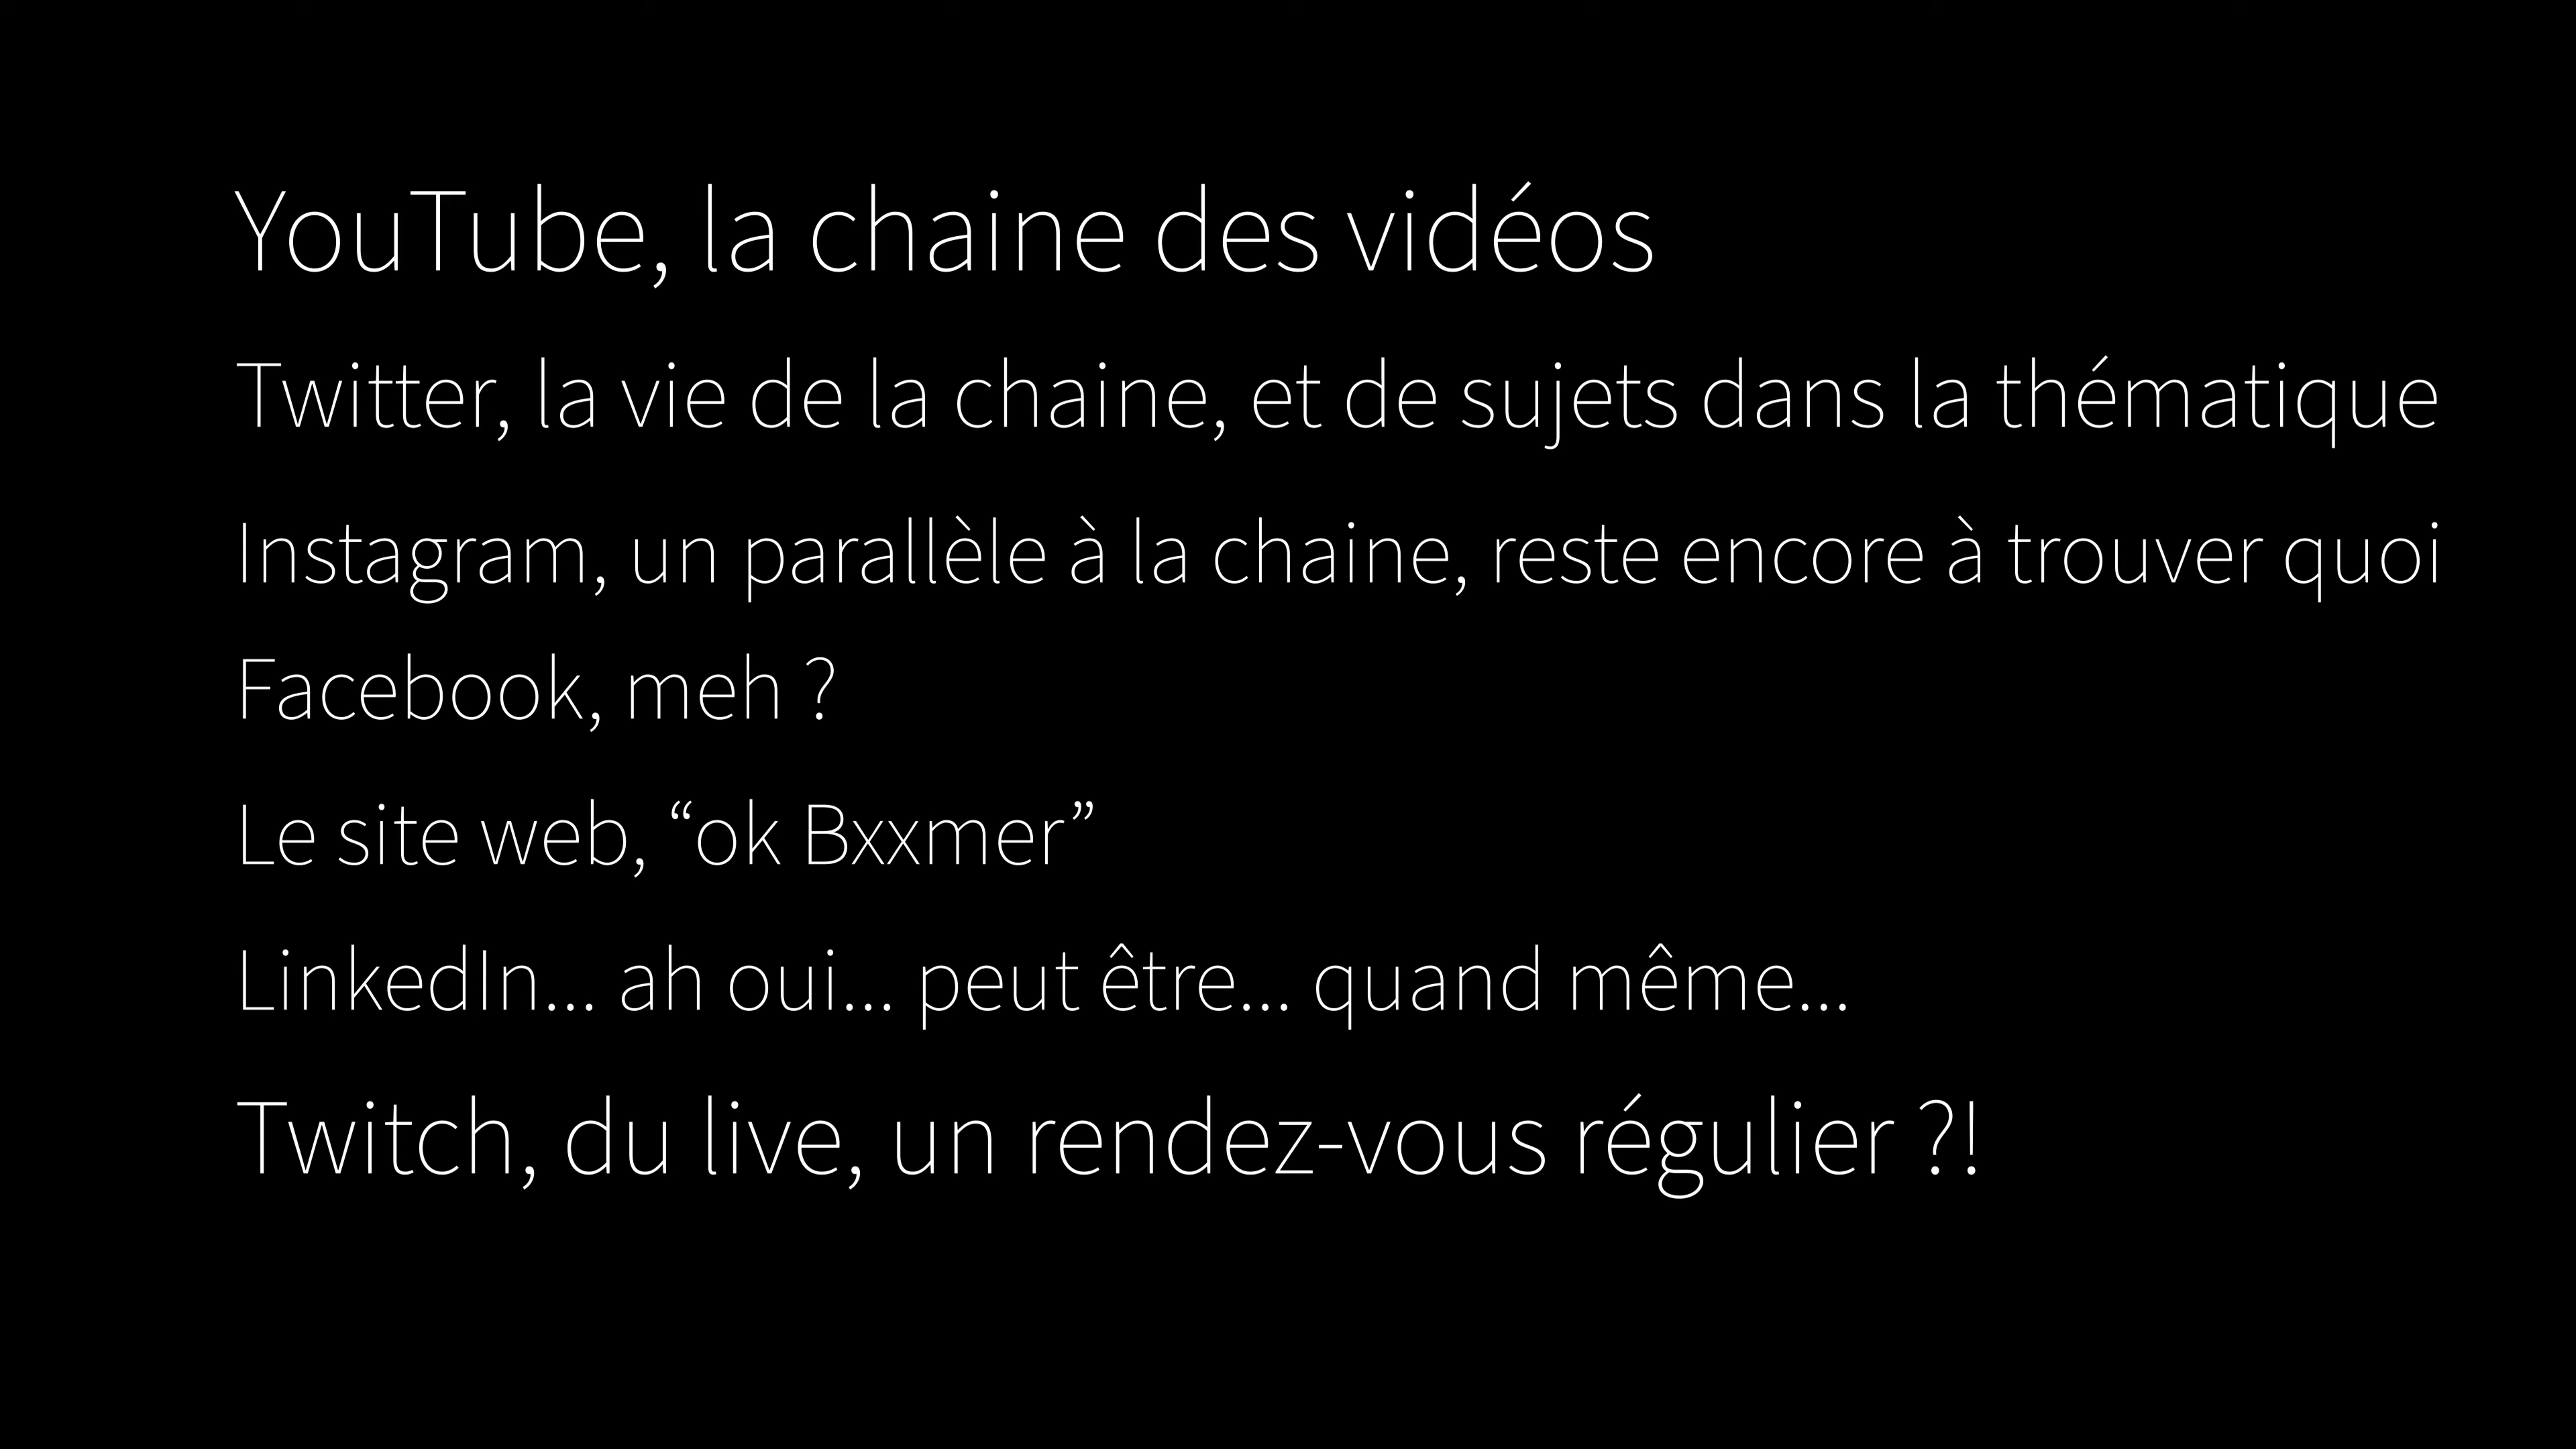 YouTube, la chaine des vidéos
Twitter, la vie de la chaine, et de sujets dans la thématique
Instagram, un parallèle à la chaine, reste encore à trouver quoi
Facebook, meh ?
Le site web, “ok Bxxmer”
LinkedIn... ah oui... peut être... quand même...
Twitch, du live, un rendez-vous régulier ?!